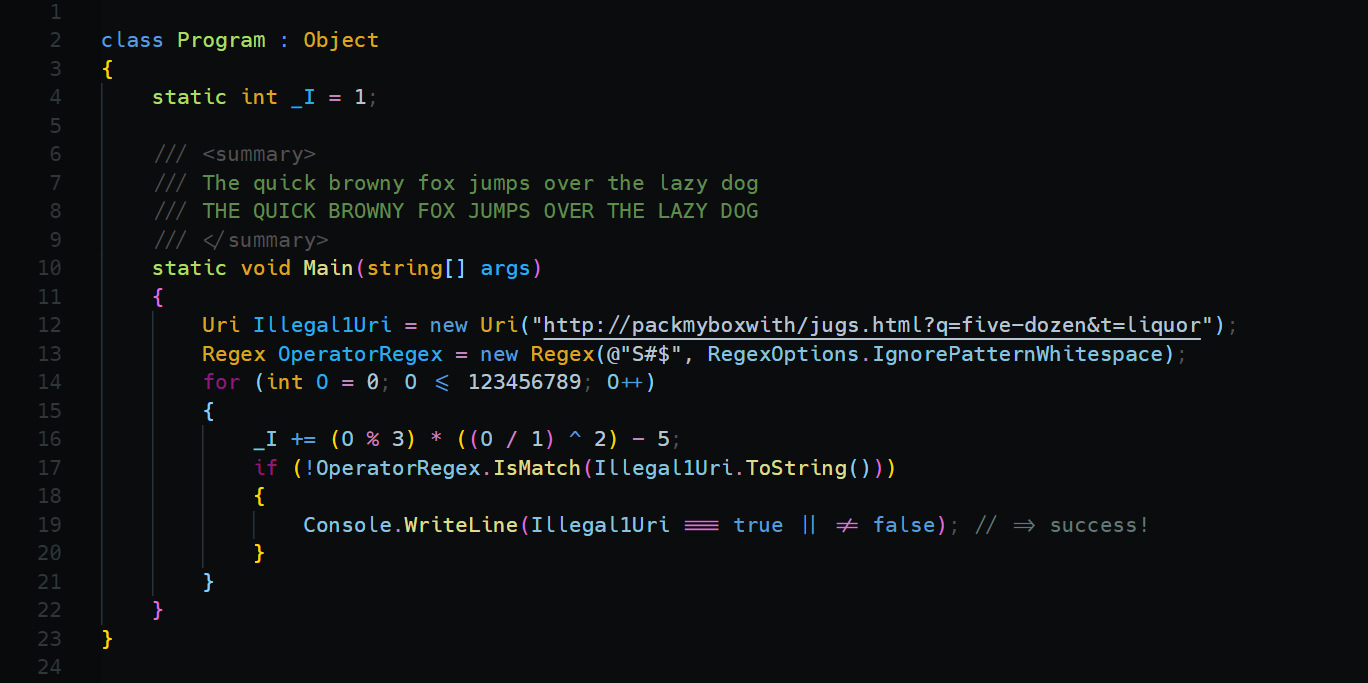 1
2 class Program : Object
3 {
4     static int _I = 1;
5
6     /// <summary>
7     /// The quick browny fox jumps over the lazy dog
8     /// THE QUICK BROWNY FOX JUMPS OVER THE LAZY DOG
9     /// </summary>
10     static void Main(string[] args)
11     {
12         Uri Illegal1Uri = new Uri("http://packmyboxwith/jugs.html?q=five-dozen&t=liquor");
13         Regex OperatorRegex = new Regex(@"S#$", RegexOptions.IgnorePatternWhitespace);
14         for (int O = 0; O <= 123456789; O++)
15         {
16             _I += (O % 3) * ((O / 1) ^ 2) - 5;
17             if (!OperatorRegex.IsMatch(Illegal1Uri.ToString()))
18             {
19                 Console.WriteLine(Illegal1Uri === true || != false); // => success!
20             }
21         }
22     }
23 }
24